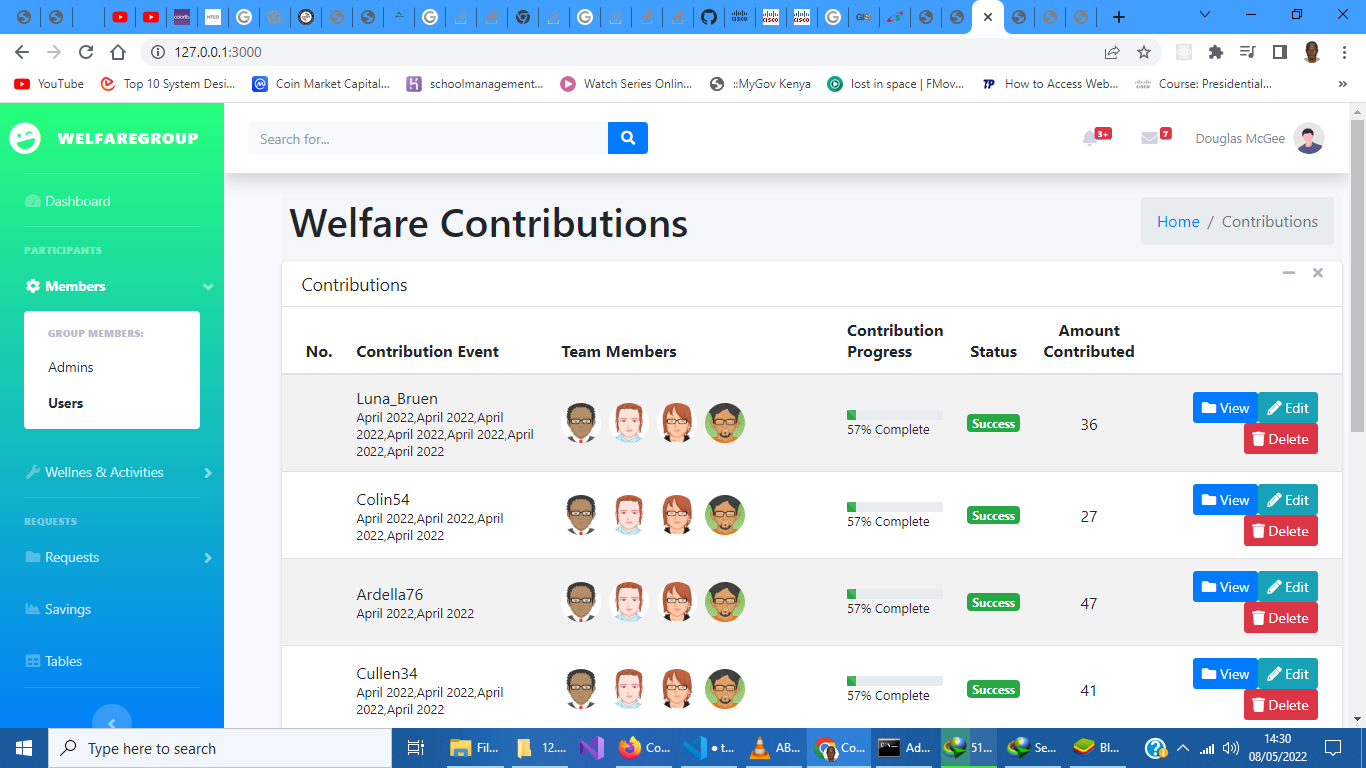 127.0.0.1:3000
YouTube
Top 10 System Desi...
Coin Market Capital...
schoolmanagement...
Watch Series Onlin...
::MyGov Kenya
lost in space | FMov...
How to Access Web...
Course: Presidential...
»
WELFAREGROUP
Search for...
3+
7
Douglas McGee
Dashboard
PARTICIPANTS
Members
GROUP MEMBERS:
Admins
Users
Wellnes & Activities
REQUESTS
Requests
Savings
Tables
Welfare Contributions
Home / Contributions
Contributions
No.
Contribution Event
Team Members
Contribution
Progress
Status
Amount
Contributed
Luna_Bruen
April 2022,April 2022,April
2022,April 2022,April 2022,April
2022,April 2022
57% Complete
Success
36
View
Edit
Delete
Colin54
April 2022,April 2022,April
2022,April 2022
57% Complete
Success
27
View
Edit
Delete
Ardella76
April 2022,April 2022
57% Complete
Success
47
View
Edit
Delete
Cullen34
April 2022,April 2022,April
2022,April 2022
57% Complete
Success
41
View
Edit
Delete
Type here to search
Fil...
12....
Co...
● t...
AB...
Co...
Ad...
51...
Se...
Bl...
14:30
08/05/2022